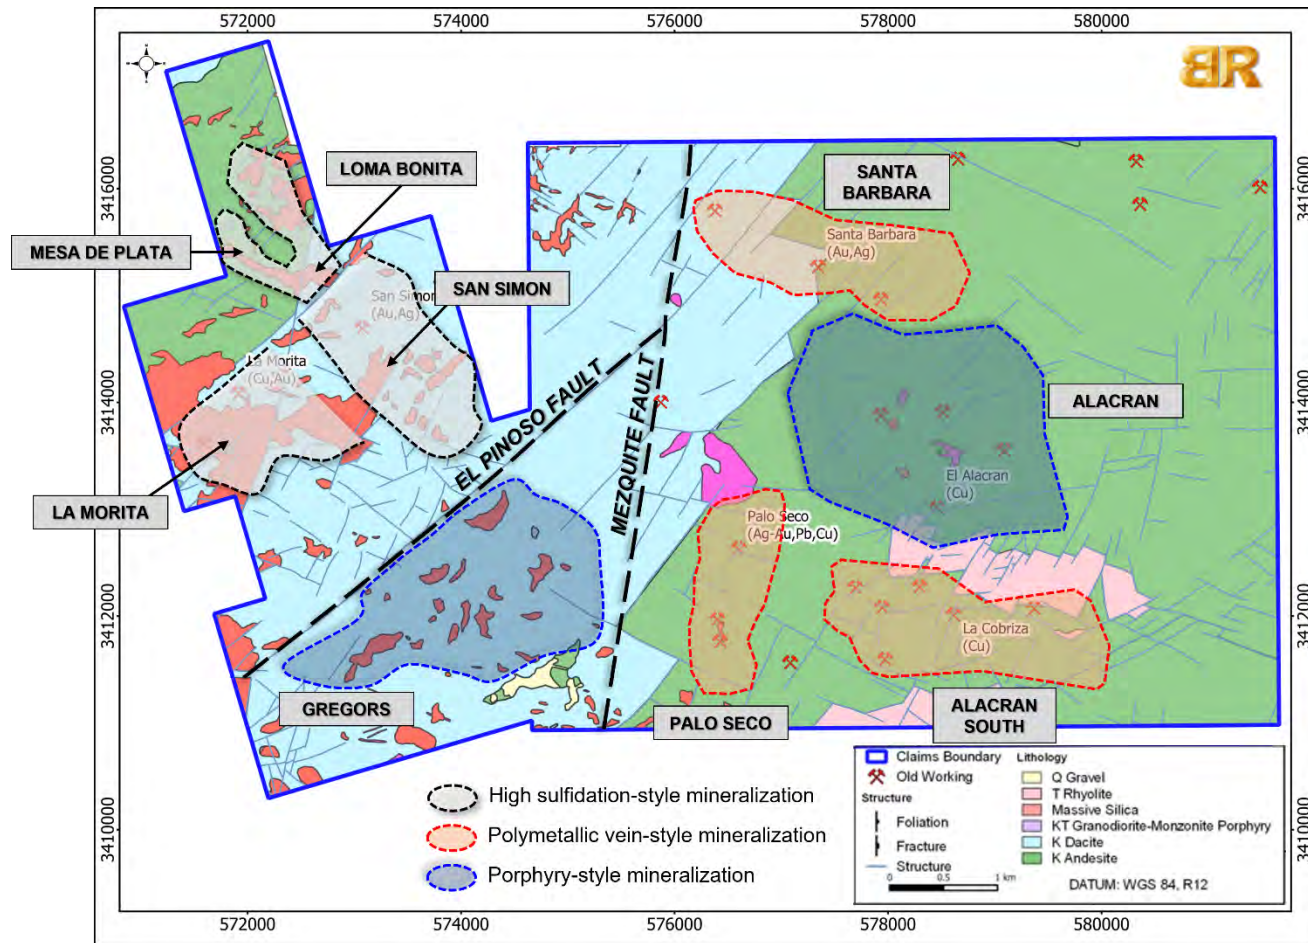 572000 574000 576000 578000 580000
BR
3416000
3416000
LOMA BONITA
SANTA
BARBARA
MESA DE PLATA
Santa Barbara
(Au,Ag)
SAN SIMON
San Simon
(Au,Ag)
La Morita
(Cu,Au)
EL PINOSO FAULT
MEZQUITE FAULT
3414000
3414000
ALACRAN
El Alacran
(Cu)
LA MORITA
Palo Seco
(Ag-Au,Pb,Cu)
3412000
3412000
La Cobriza
(Cu)
GREGORS
PALO SECO
ALACRAN
SOUTH
High sulfidation-style mineralization
Polymetallic vein-style mineralization
Porphyry-style mineralization
3410000
3410000
Claims Boundary
Old Working
Structure
Foliation
Fracture
Structure
0 0.5 1 km
Lithology
Q Gravel
T Rhyolite
Massive Silica
KT Granodiorite-Monzonite Porphyry
K Dacite
K Andesite
DATUM: WGS 84, R12
572000 574000 576000 578000 580000